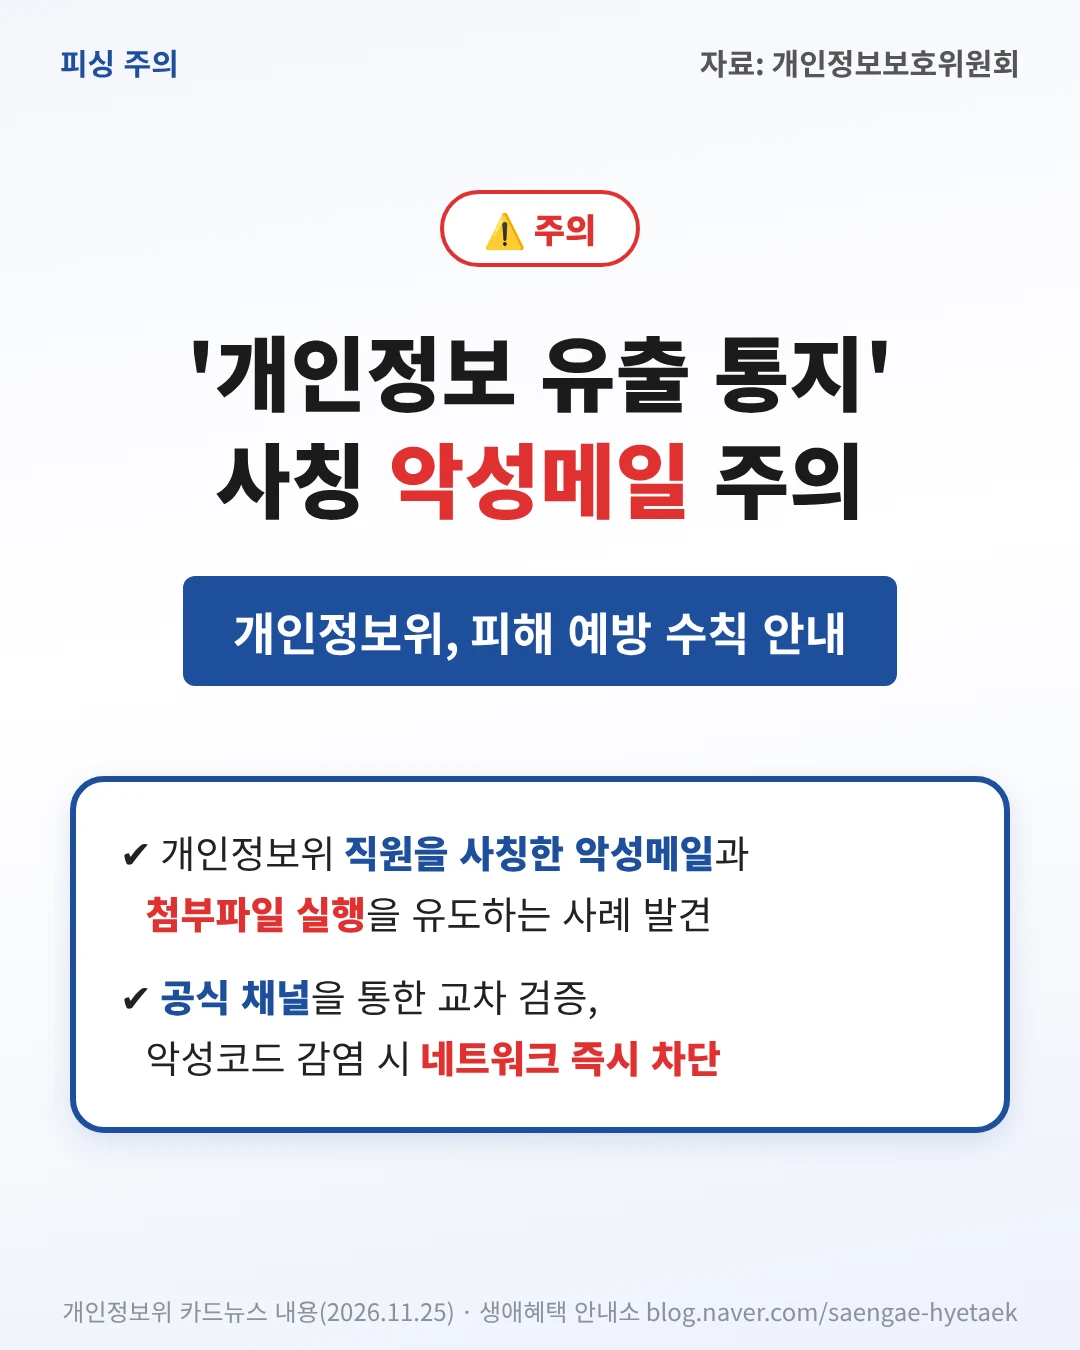 피싱 주의
자료: 개인정보보호위원회
⚠️ 주의
'개인정보 유출 통지'
사칭 악성메일 주의
개인정보위, 피해 예방 수칙 안내
✔ 개인정보위 직원을 사칭한 악성메일과
첨부파일 실행을 유도하는 사례 발견
✔ 공식 채널을 통한 교차 검증,
악성코드 감염 시 네트워크 즉시 차단
개인정보위 카드뉴스 내용(2026.11.25) · 생애혜택 안내소 blog.naver.com/saengae-hyetaek